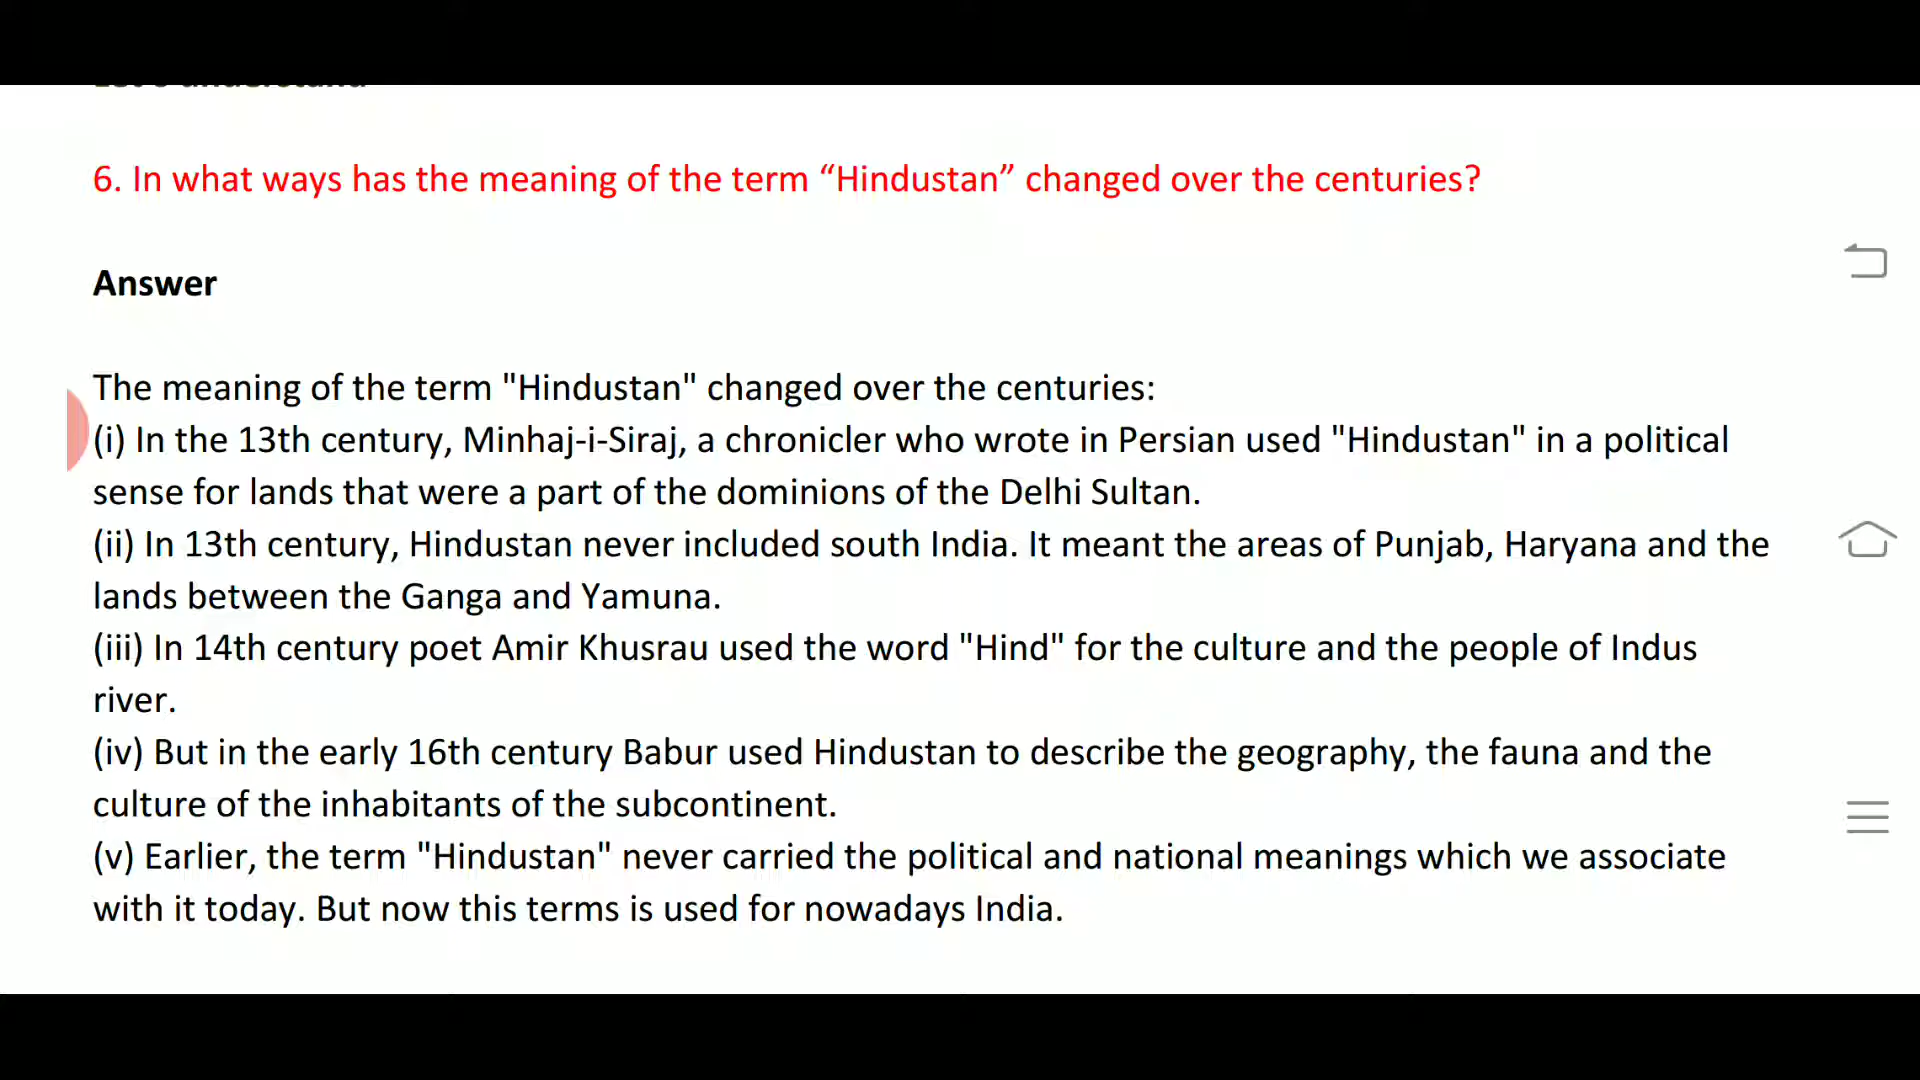 6. In what ways has the meaning of the term “Hindustan” changed over the centuries?
Answer
The meaning of the term "Hindustan" changed over the centuries:
(i) In the 13th century, Minhaj-i-Siraj, a chronicler who wrote in Persian used "Hindustan" in a political
sense for lands that were a part of the dominions of the Delhi Sultan.
(ii) In 13th century, Hindustan never included south India. It meant the areas of Punjab, Haryana and the
lands between the Ganga and Yamuna.
(iii) In 14th century poet Amir Khusrau used the word "Hind" for the culture and the people of Indus
river.
(iv) But in the early 16th century Babur used Hindustan to describe the geography, the fauna and the
culture of the inhabitants of the subcontinent.
(v) Earlier, the term "Hindustan" never carried the political and national meanings which we associate
with it today. But now this terms is used for nowadays India.